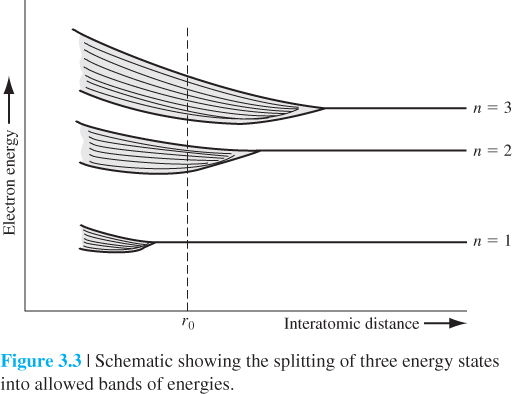 Electron energy
n = 3
n = 2
n = 1
r0
Interatomic distance
Figure 3.3 | Schematic showing the splitting of three energy states
into allowed bands of energies.